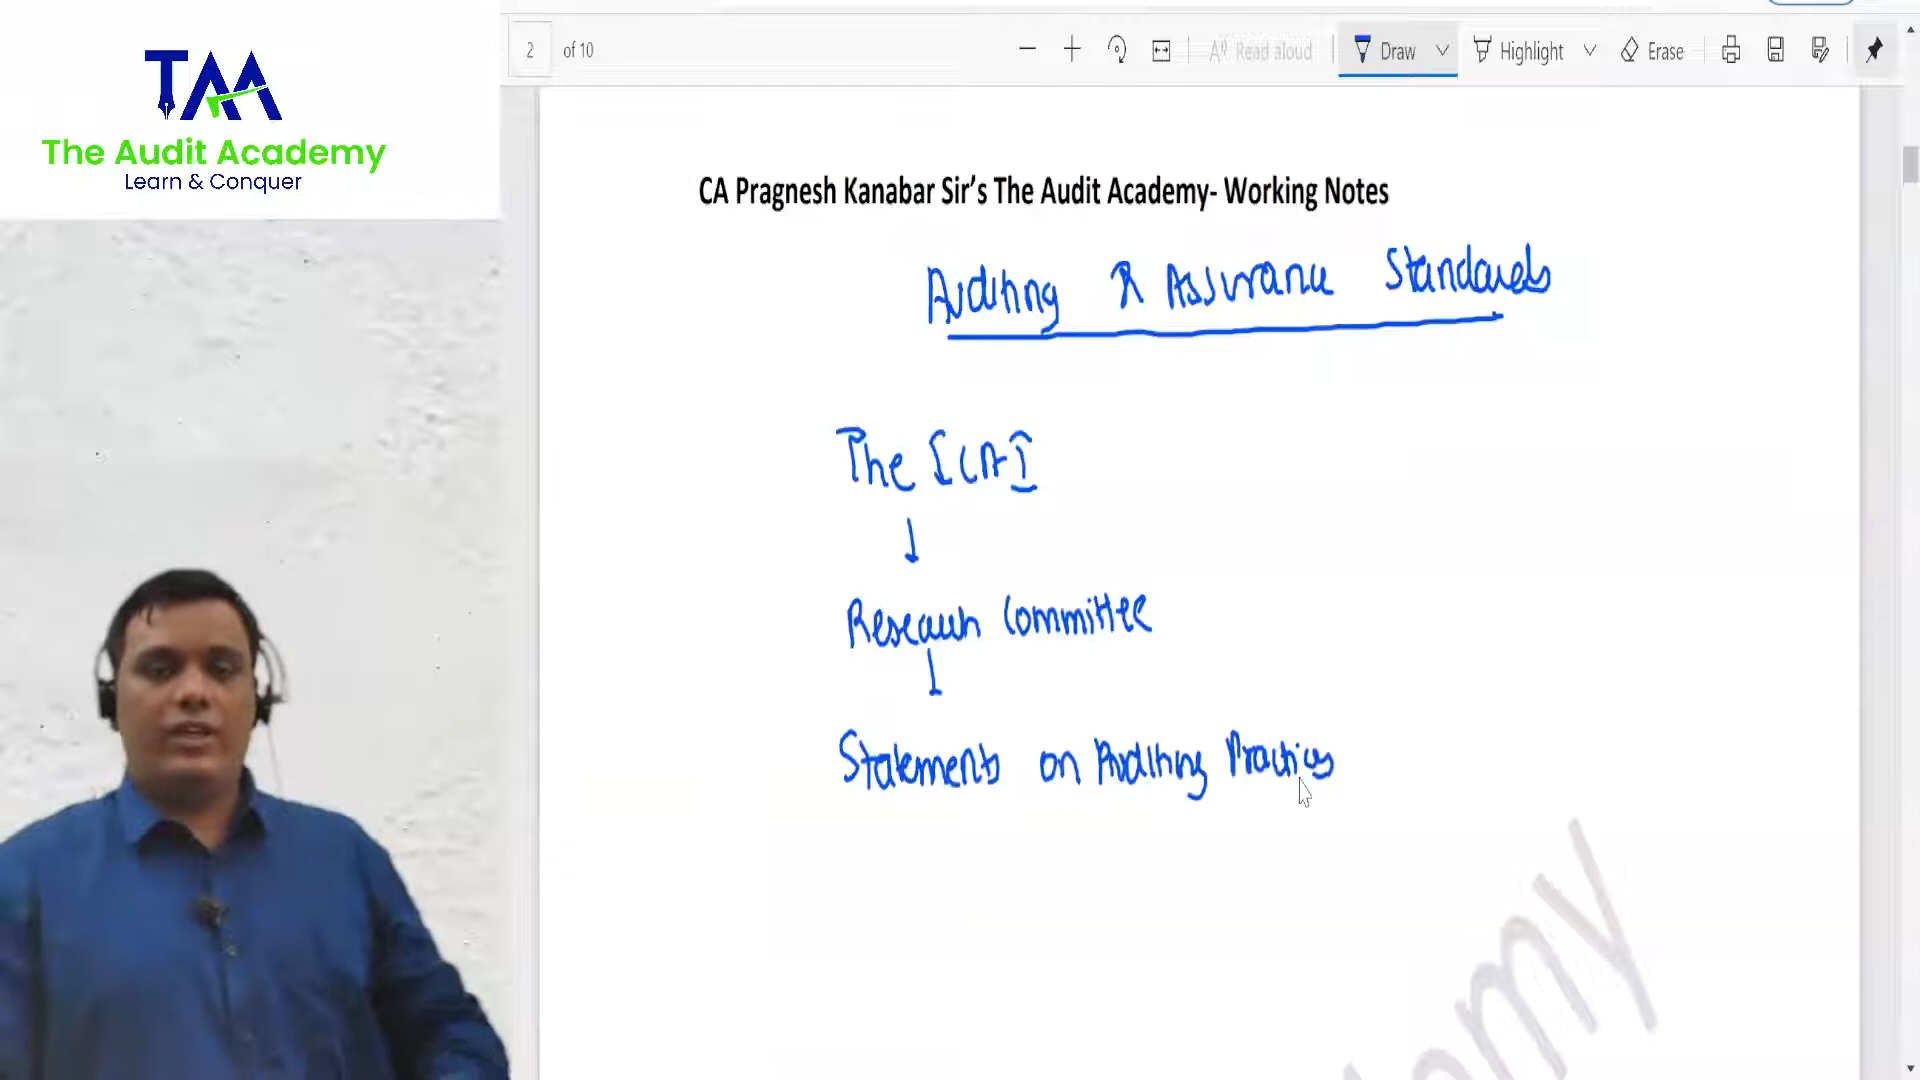 TAA
The Audit Academy
Learn & Conquer
2 of 10
Read aloud
Draw
Highlight
Erase
CA Pragnesh Kanabar Sir's The Audit Academy- Working Notes
Auditing & Assurance Standards
The ICAI
Research Committee
Statements on Auditing Practices